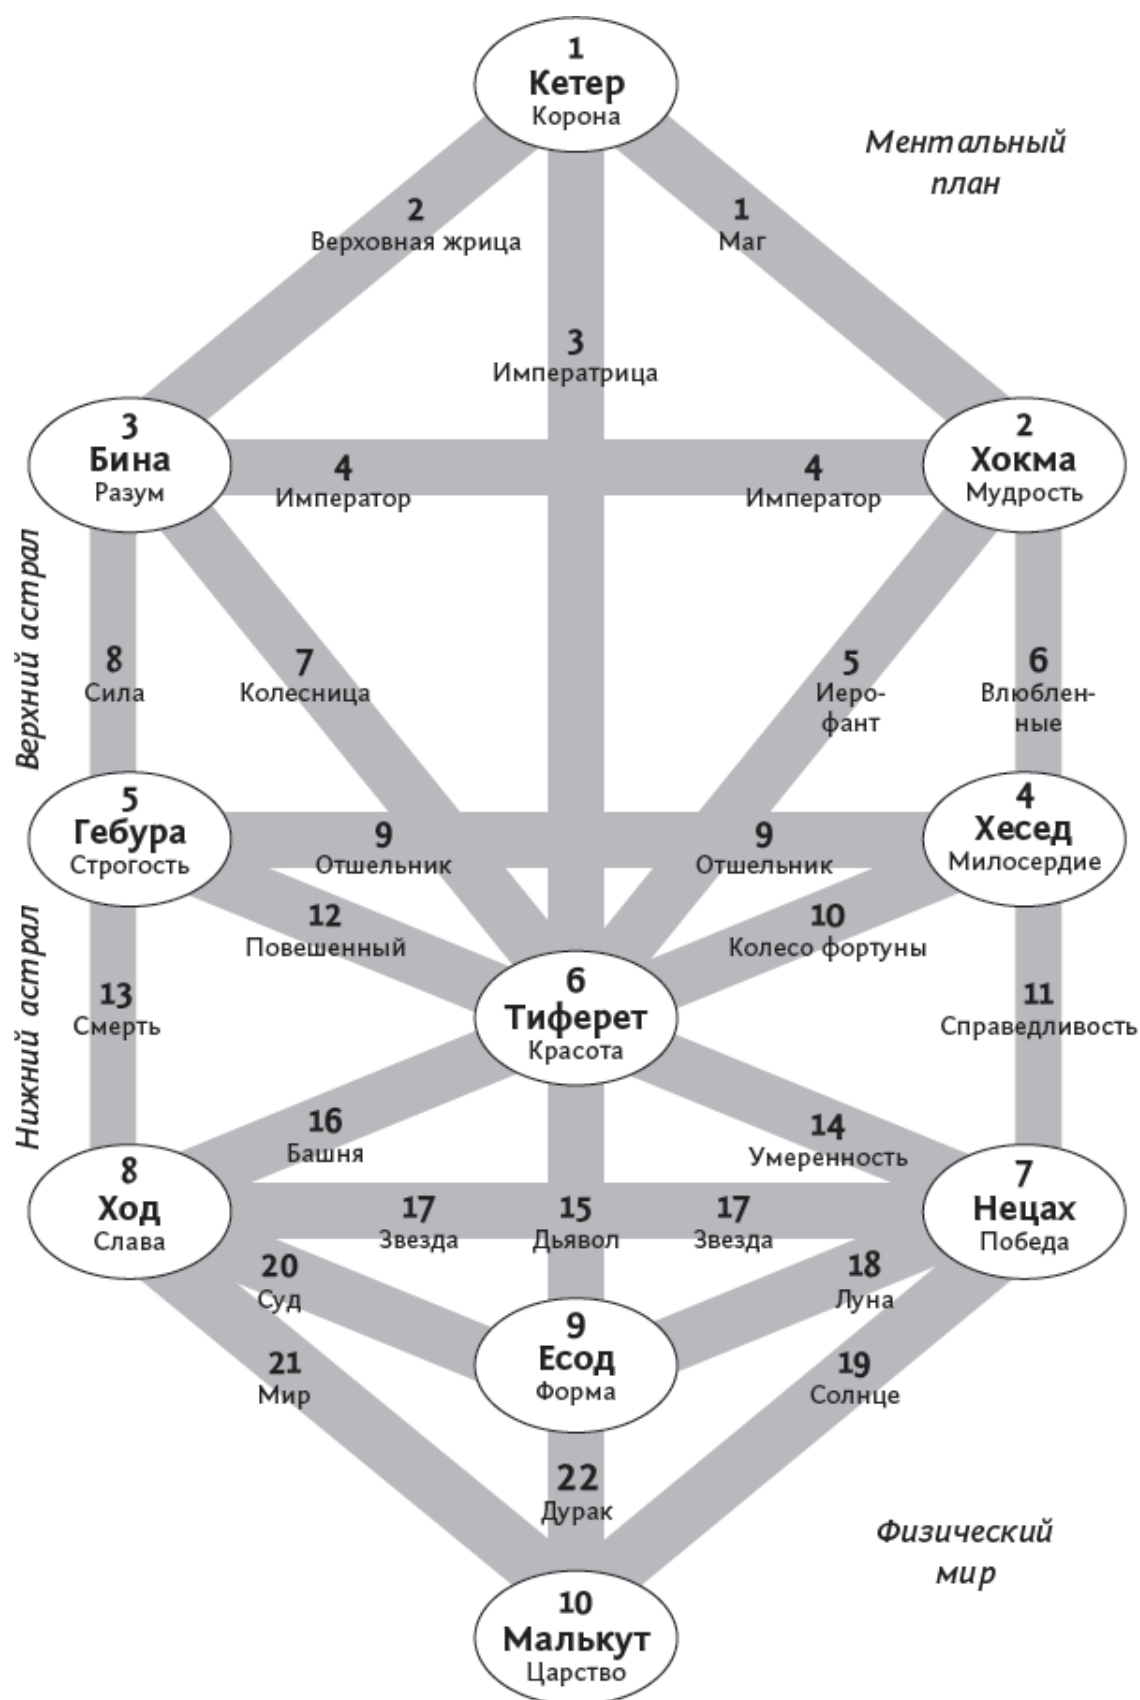 1
Кетер
Корона
Ментальный
план
2
Верховная жрица
1
Маг
3
Императрица
3
Бина
Разум
2
Хокма
Мудрость
4
Император
4
Император
Верхний астрал
8
Сила
7
Колесница
5
Иеро-
фант
6
Влюблен-
ные
5
Гебура
Строгость
9
Отшельник
9
Отшельник
4
Хесед
Милосердие
12
Повешенный
10
Колесо фортуны
Нижний астрал
13
Смерть
6
Тиферет
Красота
11
Справедливость
16
Башня
14
Умеренность
8
Ход
Слава
17
Звезда
15
Дьявол
17
Звезда
7
Нецах
Победа
20
Суд
18
Луна
9
Есод
Форма
21
Мир
19
Солнце
22
Дурак
Физический
мир
10
Малькут
Царство